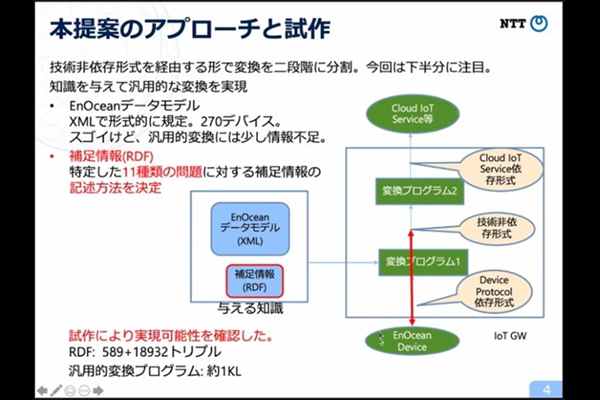 本提案のアプローチと試作
NTT
技術非依存形式を経由する形で変換を二段階に分割。今回は下半分に注目。
知識を与えて汎用的な変換を実現
• EnOceanデータモデル
XMLで形式的に規定。270デバイス。
スゴイけど、汎用的変換には少し情報不足。
• 補足情報(RDF)
特定した11種類の問題に対する補足情報の
記述方法を決定
Cloud IoT
Service等
Cloud IoT
Service依
存形式
変換プログラム2
技術非依
存形式
変換プログラム1
Device
Protocol
依存形式
EnOcean
Device
IoT GW
EnOcean
データモデル
(XML)
補足情報
(RDF)
与える知識
試作により実現可能性を確認した。
RDF: 589+18932トリプル
汎用的変換プログラム: 約1KL
4